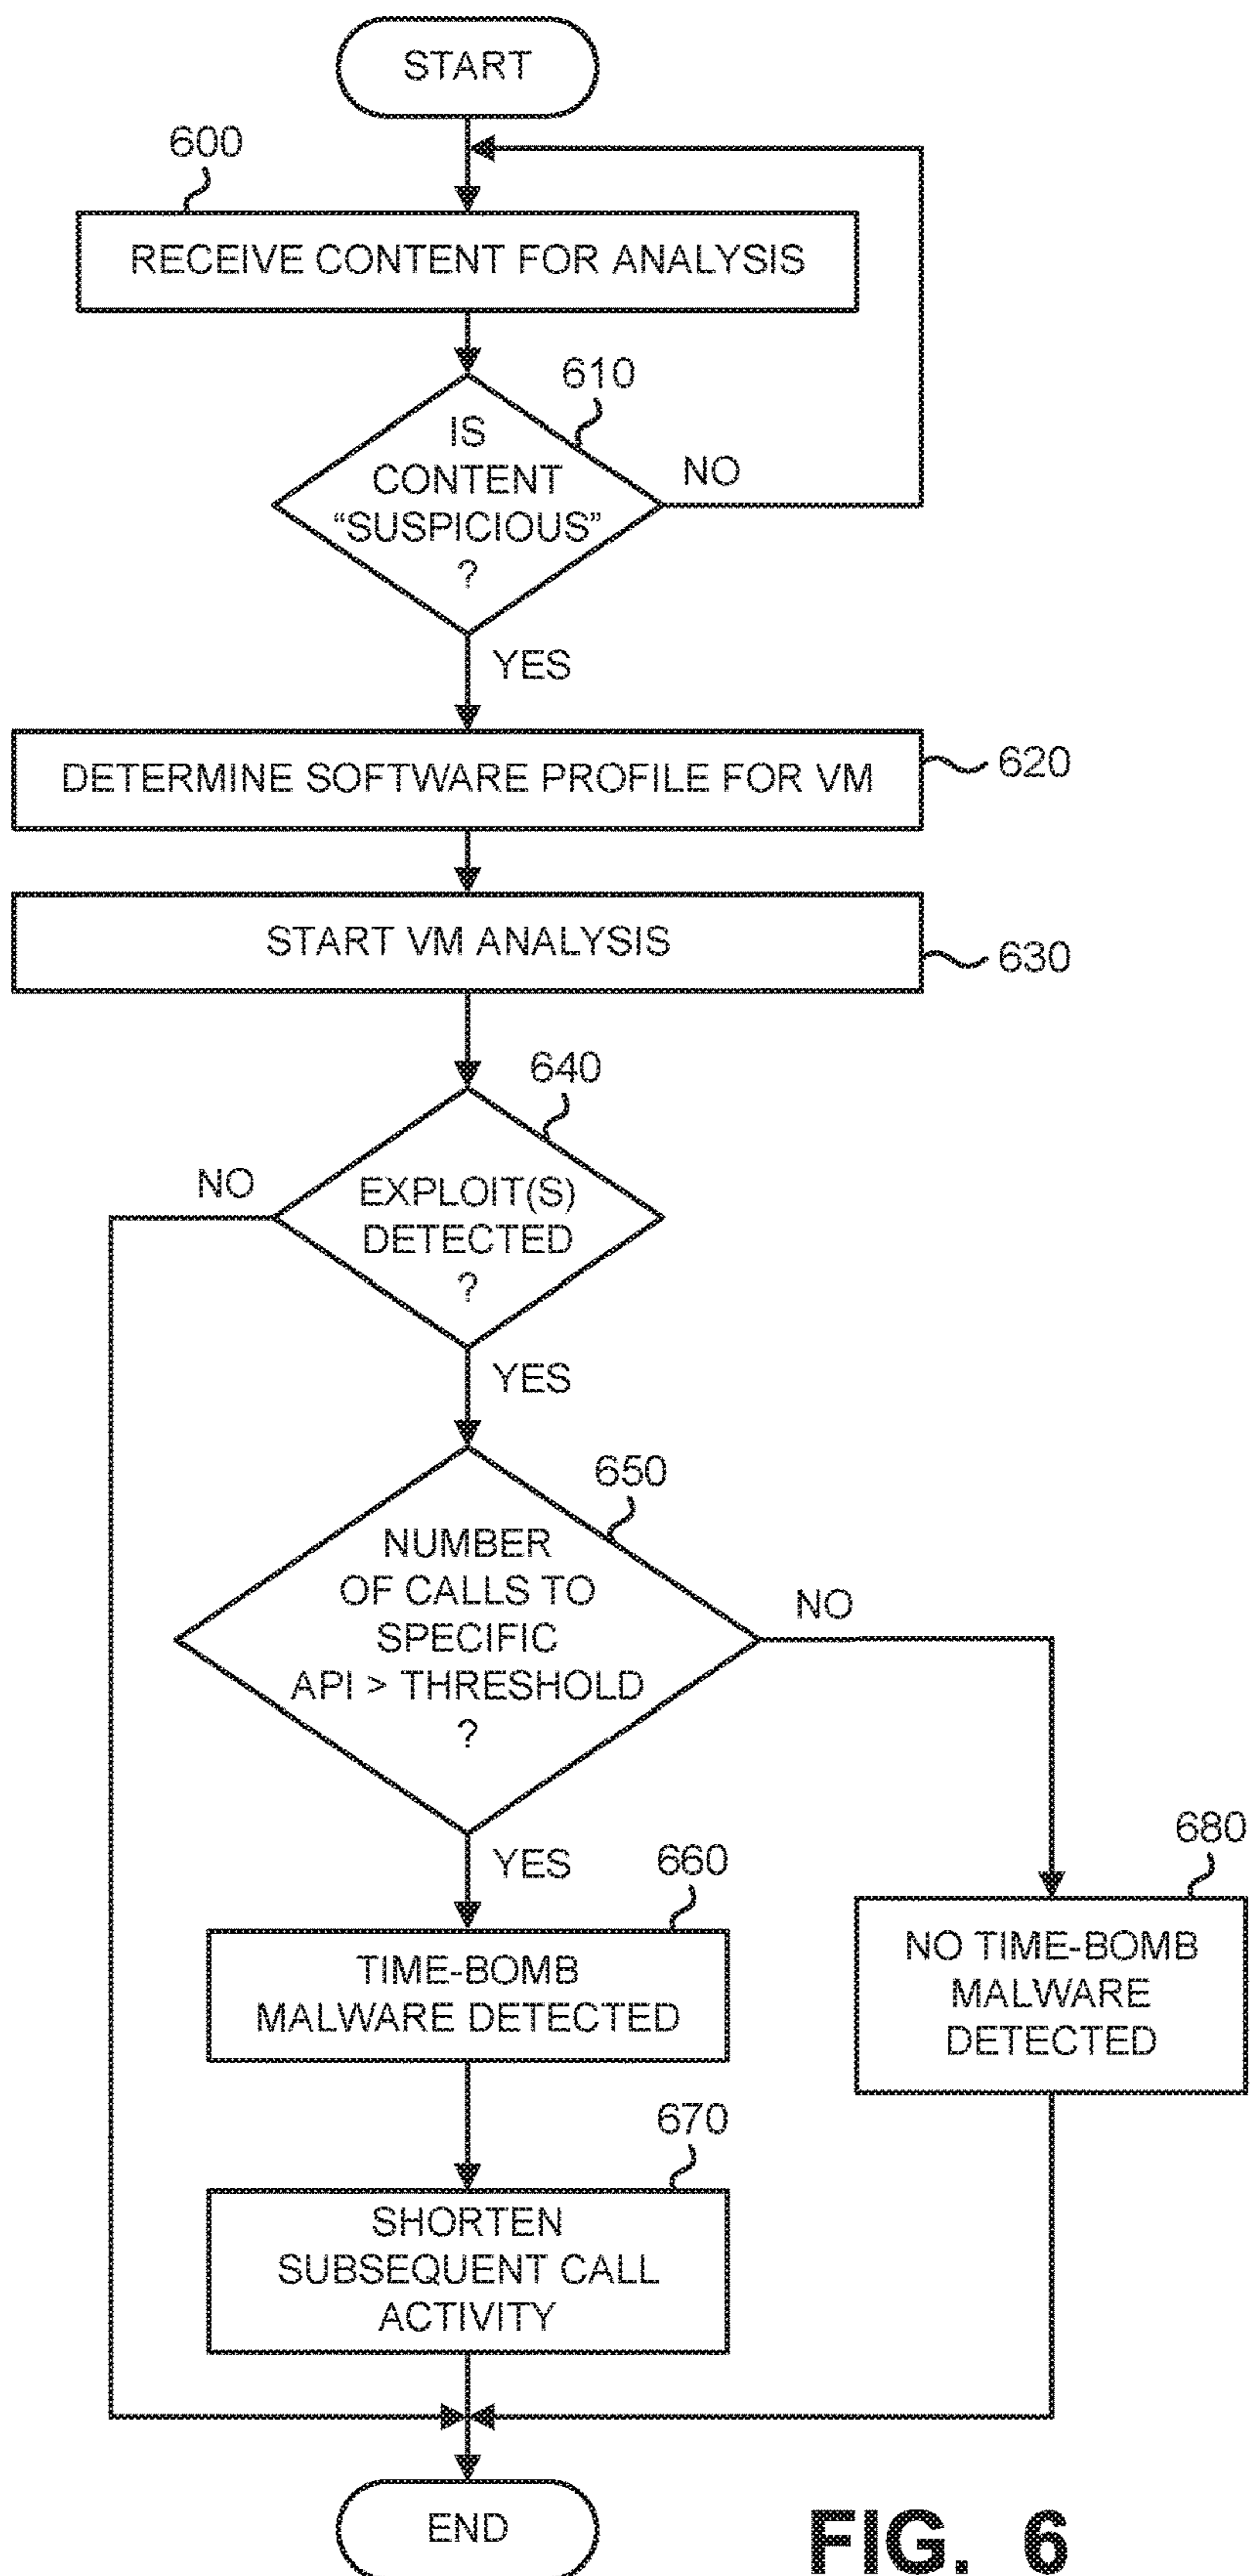 START
600
RECEIVE CONTENT FOR ANALYSIS
610
IS
CONTENT
“SUSPICIOUS”
?
NO
YES
DETERMINE SOFTWARE PROFILE FOR VM
620
START VM ANALYSIS
630
640
NO
EXPLOIT(S)
DETECTED
?
YES
650
NUMBER
OF CALLS TO
SPECIFIC
API > THRESHOLD
?
NO
YES
660
TIME-BOMB
MALWARE DETECTED
680
NO TIME-BOMB
MALWARE
DETECTED
670
SHORTEN
SUBSEQUENT CALL
ACTIVITY
END
FIG. 6